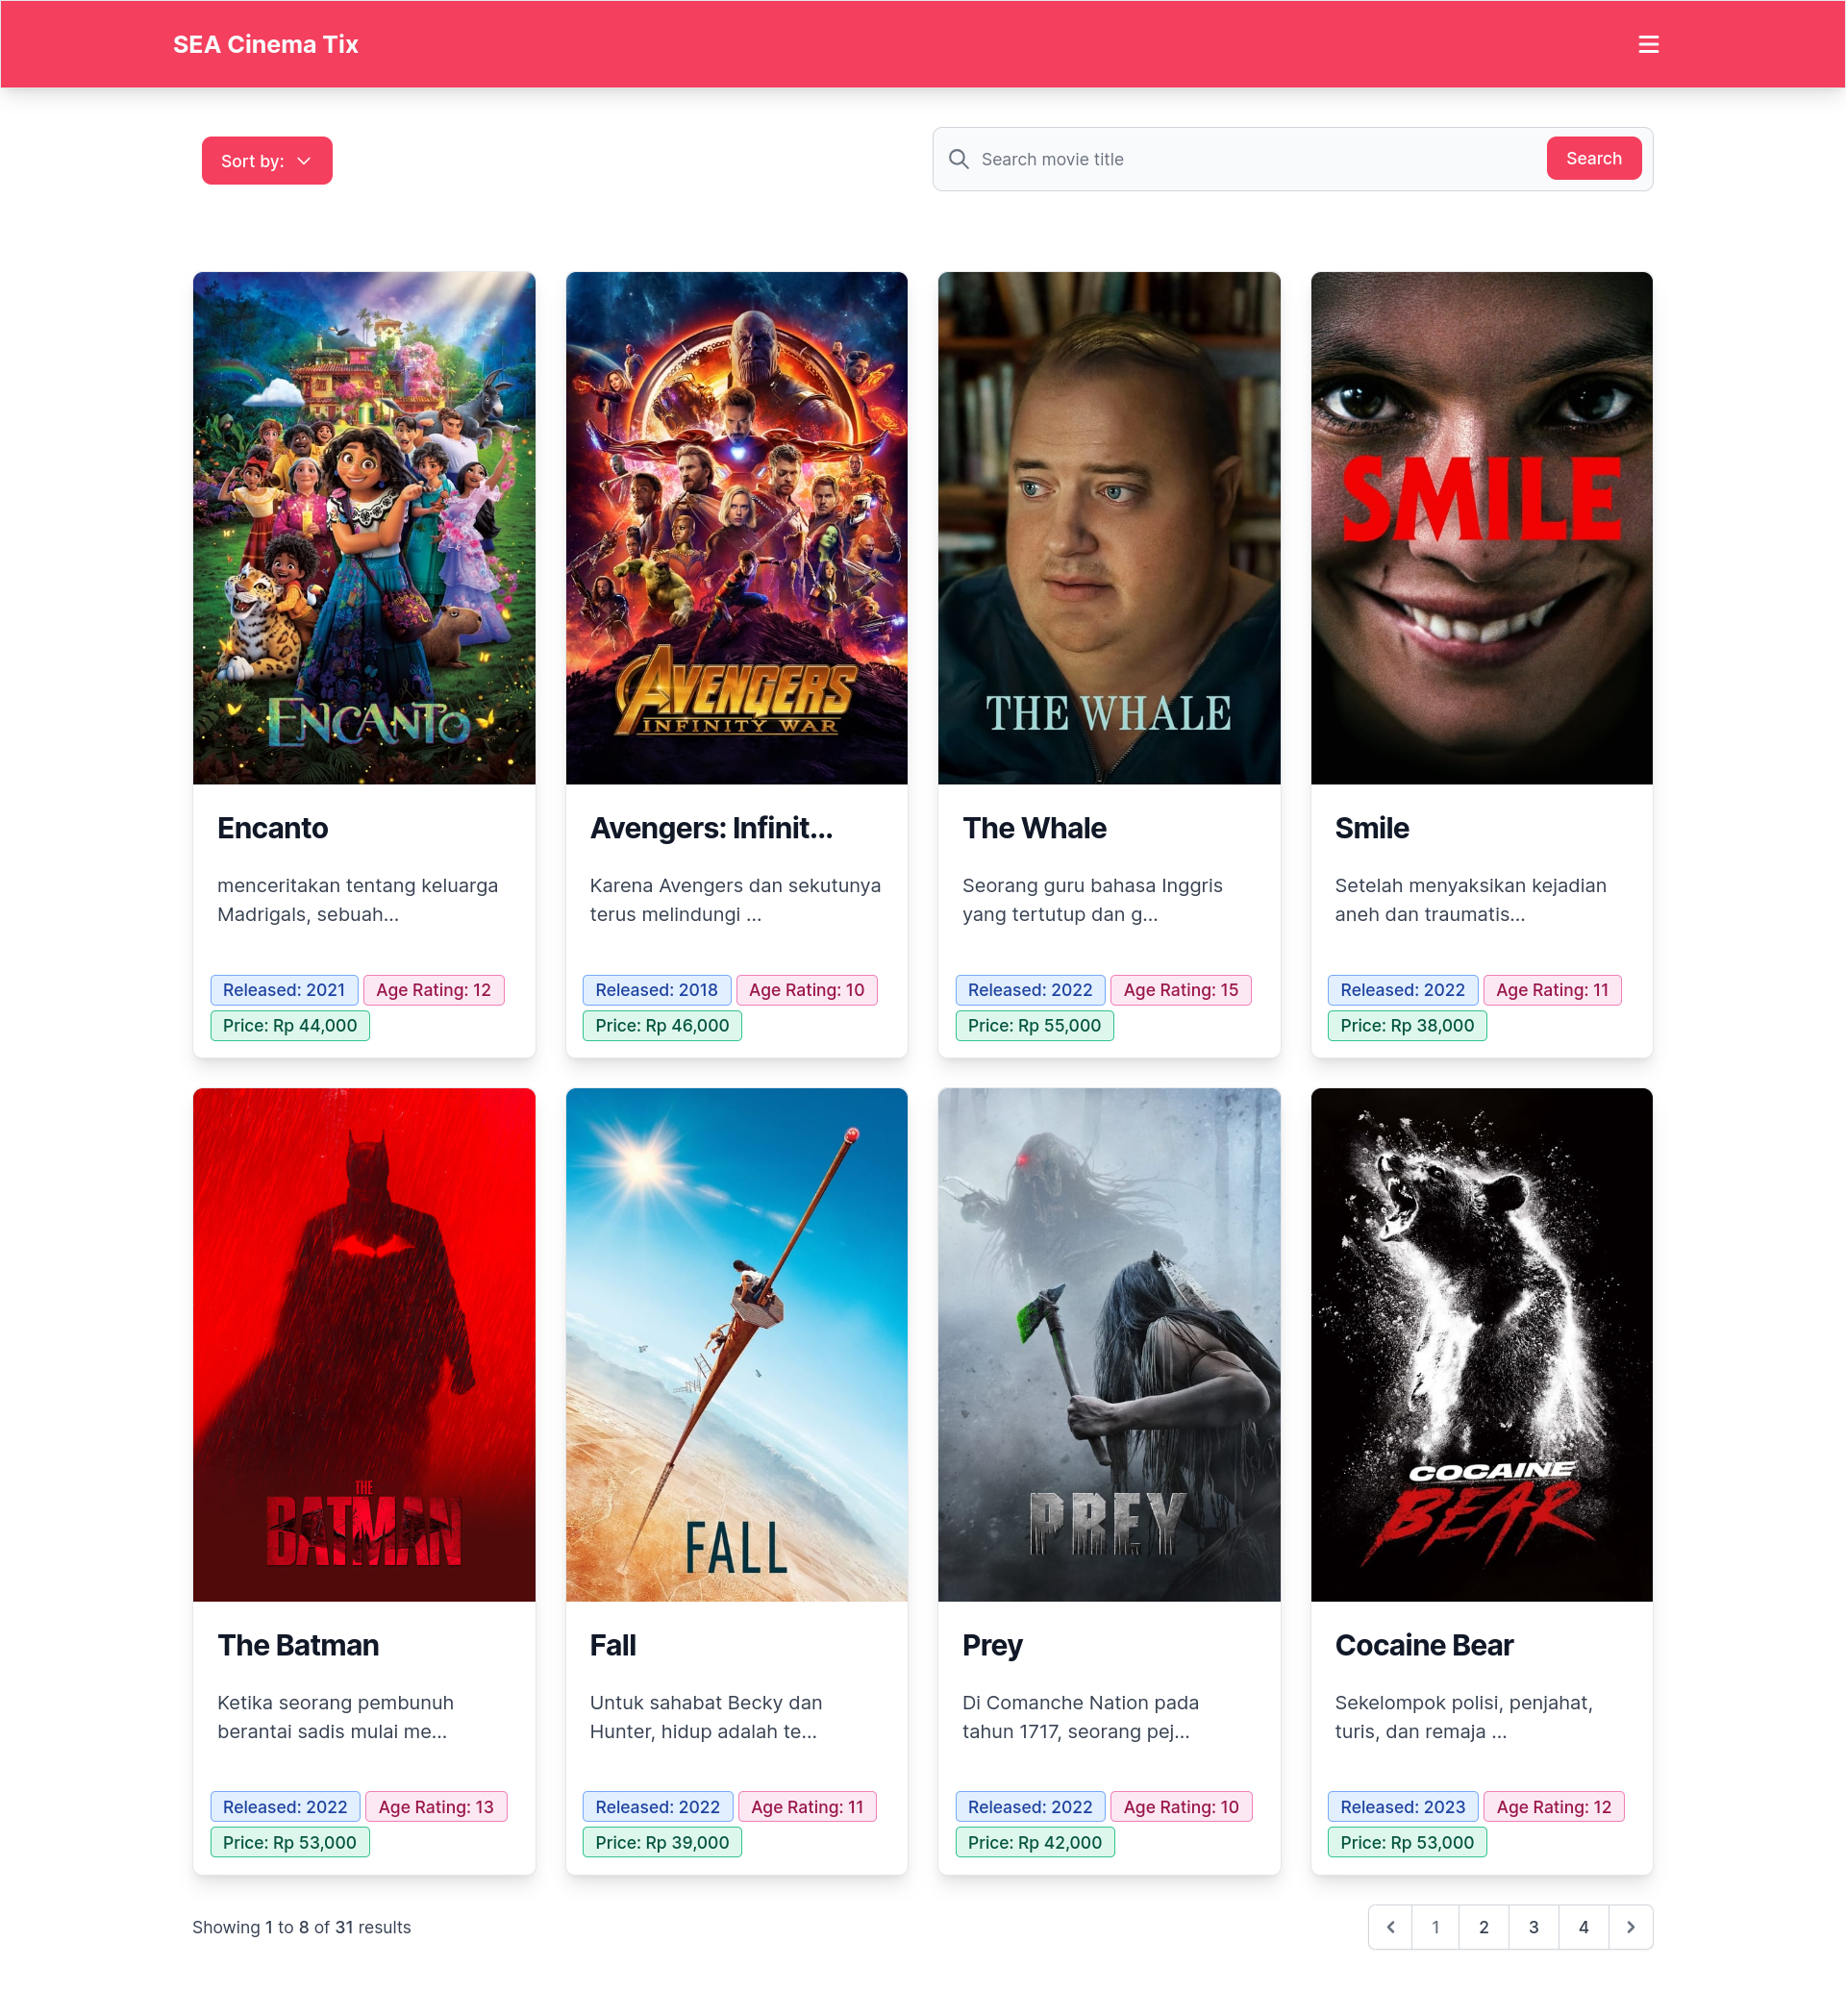 SEA Cinema Tix
Sort by:
Search movie title
Search
ENCANTO
AVENGERS
INFINITY WAR
THE WHALE
SMILE
Encanto
menceritakan tentang keluarga
Madrigals, sebuah...
Released: 2021
Age Rating: 12
Price: Rp 44,000
Avengers: Infinit...
Karena Avengers dan sekutunya
terus melindungi ...
Released: 2018
Age Rating: 10
Price: Rp 46,000
The Whale
Seorang guru bahasa Inggris
yang tertutup dan g...
Released: 2022
Age Rating: 15
Price: Rp 55,000
Smile
Setelah menyaksikan kejadian
aneh dan traumatis...
Released: 2022
Age Rating: 11
Price: Rp 38,000
THE
BATMAN
FALL
PREY
COCAINE
BEAR
The Batman
Ketika seorang pembunuh
berantai sadis mulai me...
Released: 2022
Age Rating: 13
Price: Rp 53,000
Fall
Untuk sahabat Becky dan
Hunter, hidup adalah te...
Released: 2022
Age Rating: 11
Price: Rp 39,000
Prey
Di Comanche Nation pada
tahun 1717, seorang pej...
Released: 2022
Age Rating: 10
Price: Rp 42,000
Cocaine Bear
Sekelompok polisi, penjahat,
turis, dan remaja ...
Released: 2023
Age Rating: 12
Price: Rp 53,000
Showing 1 to 8 of 31 results
1 2 3 4